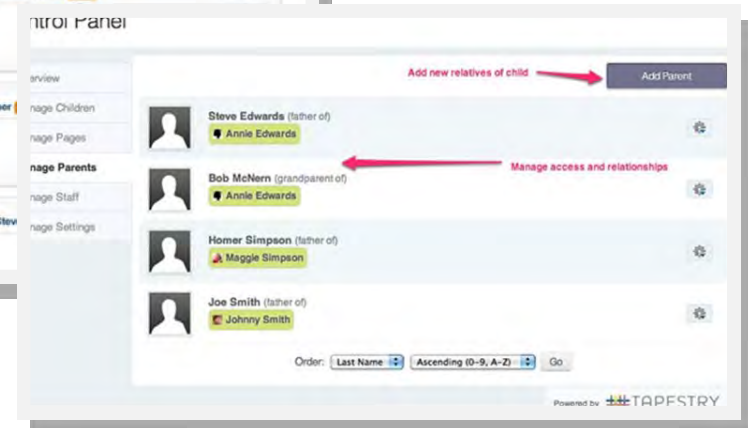 ntrol Panel
erview
nage Children
nage Pages
nage Parents
nage Staff
nage Settings
Add new relatives of child
Add Parent
Steve Edwards (father of)
Annie Edwards
Manage access and relationships
Bob McNern (grandparent of)
Annie Edwards
Homer Simpson (father of)
Maggie Simpson
Joe Smith (father of)
Johnny Smith
Order: Last Name Ascending (0-9, A-Z) Go
Powered by TAPESTRY
per
Steve